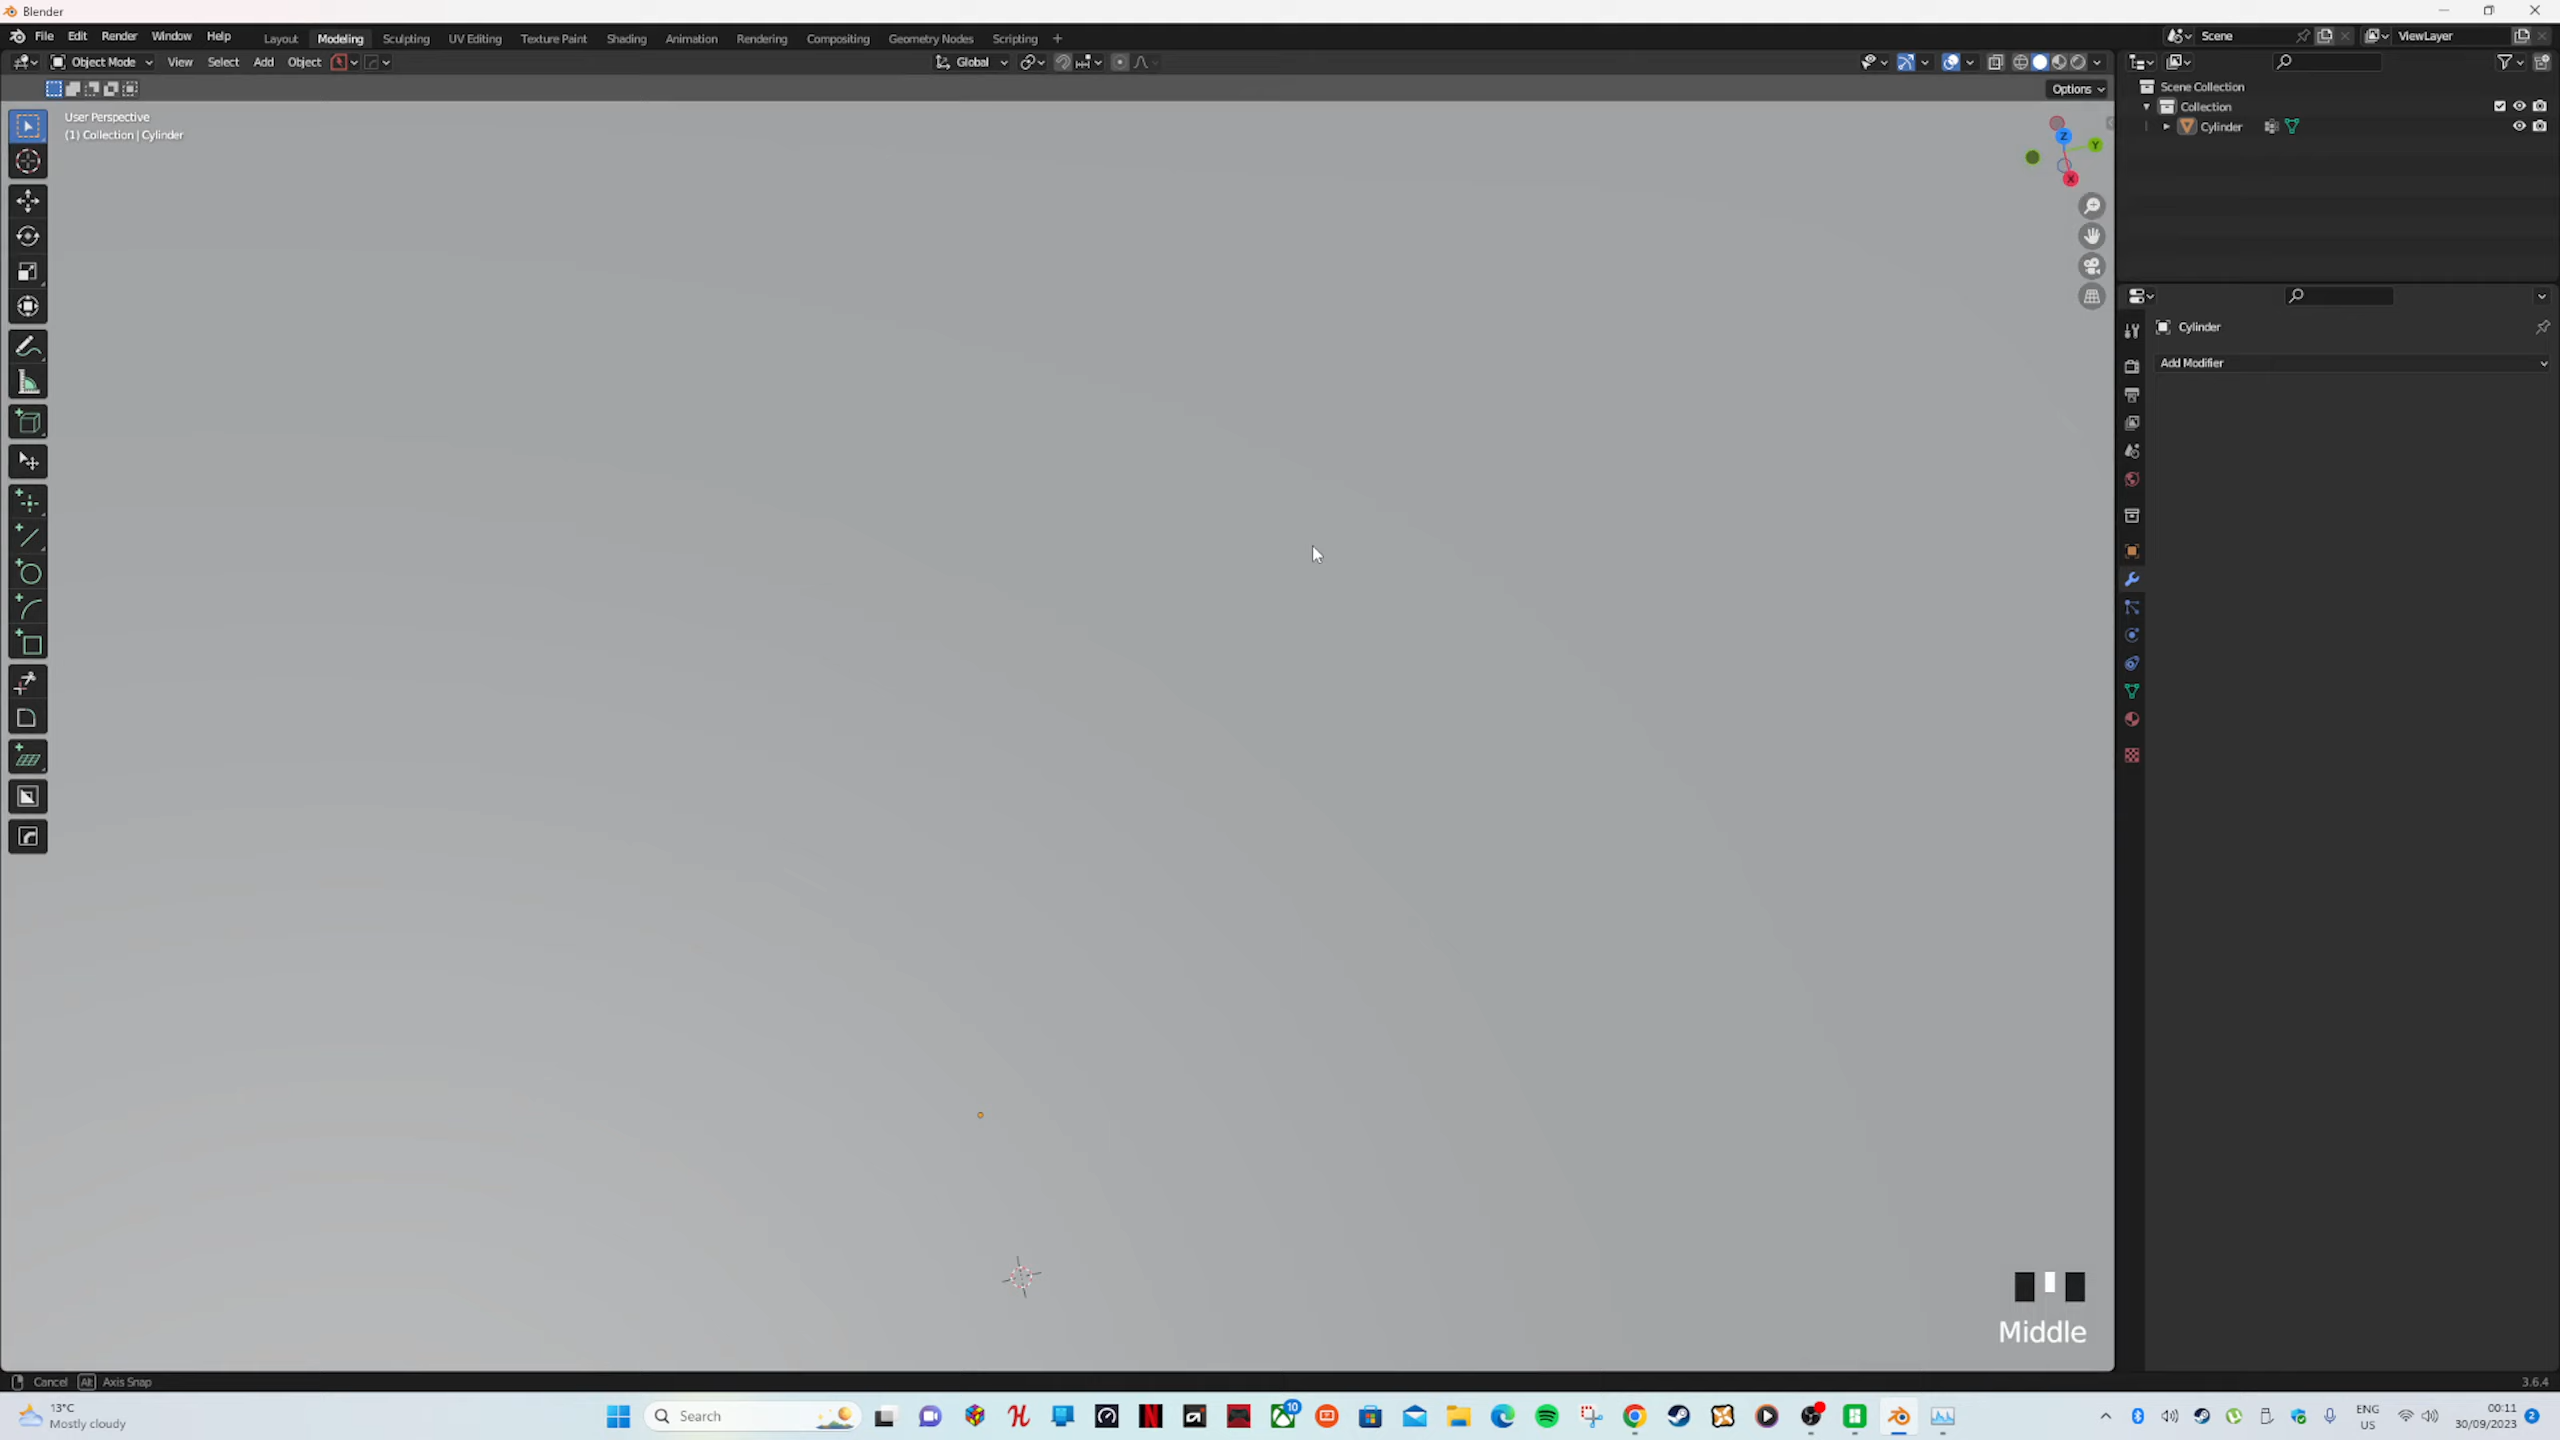 Blender
File Edit Render Window Help Layout Modeling Sculpting UV Editing Texture Paint Shading Animation Rendering Compositing Geometry Nodes Scripting + Scene ViewLayer
Object Mode View Select Add Object Global
Options
User Perspective
(1) Collection | Cylinder
Z
Y
X
Scene Collection
Collection
Cylinder
Cylinder
Add Modifier
Middle
Cancel Alt Axis Snap
3.6.4
13°C
Mostly cloudy
Search
10
ENG
US
00:11
30/09/2023
2